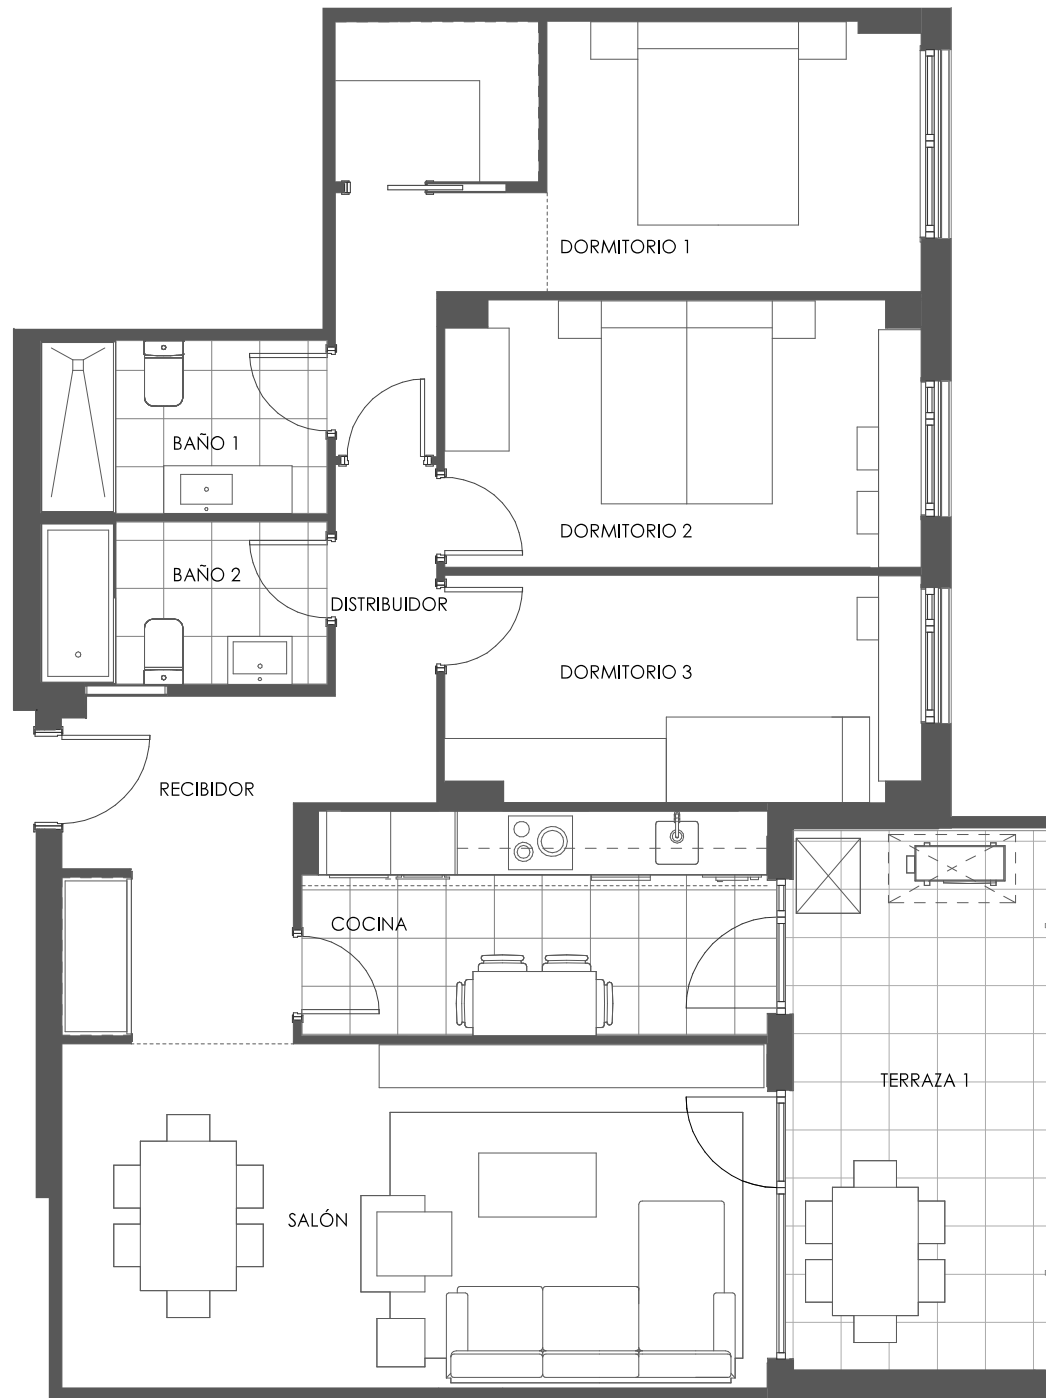 DORMITORIO 1
BAÑO 1
DORMITORIO 2
BAÑO 2
DISTRIBUIDOR
DORMITORIO 3
RECIBIDOR
COCINA
TERRAZA 1
SALÓN